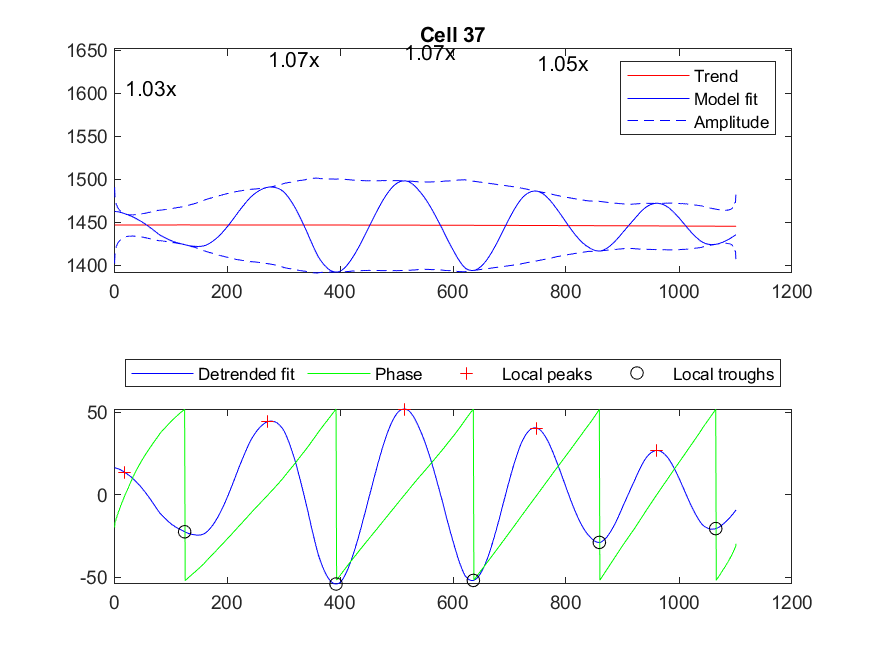 Cell 37
1.03x
1.07x
1.07x
1.05x
Trend
Model fit
Amplitude
1650
1600
1550
1500
1450
1400
0 200 400 600 800 1000 1200
Detrended fit Phase Local peaks Local troughs
50
0
-50
0 200 400 600 800 1000 1200